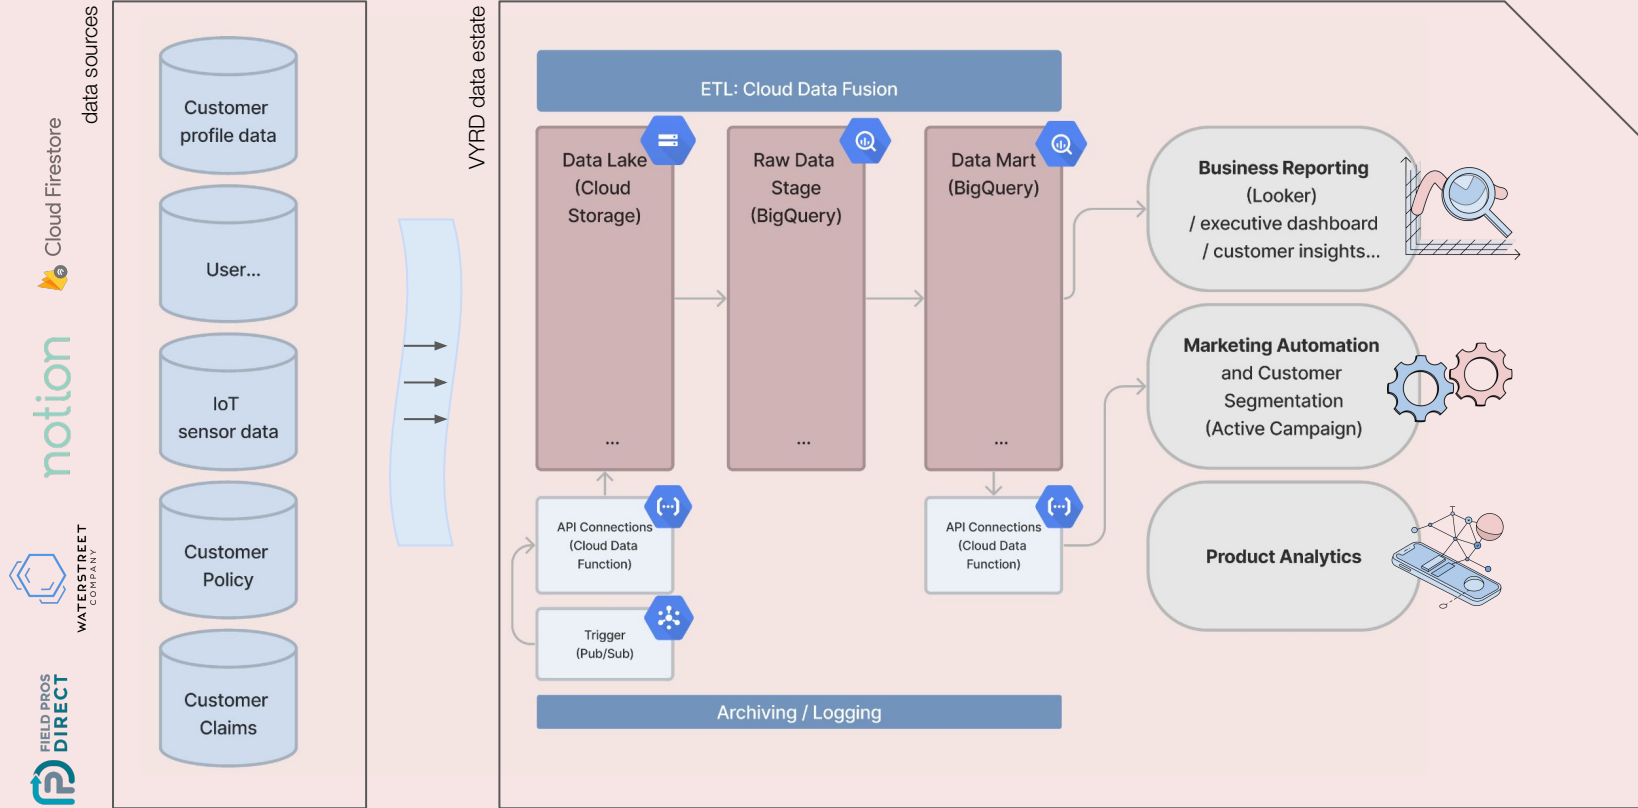 data sources
Cloud Firestore
notion
WATERSTREET
COMPANY
FIELD PROS
DIRECT
Customer
profile data
User...
IoT
sensor data
Customer
Policy
Customer
Claims
VYRD data estate
ETL: Cloud Data Fusion
Data Lake
(Cloud
Storage)
...
Raw Data
Stage
(BigQuery)
...
Data Mart
(BigQuery)
...
API Connections
(Cloud Data
Function)
Trigger
(Pub/Sub)
API Connections
(Cloud Data
Function)
Archiving / Logging
Business Reporting
(Looker)
/ executive dashboard
/ customer insights...
Marketing Automation
and Customer
Segmentation
(Active Campaign)
Product Analytics